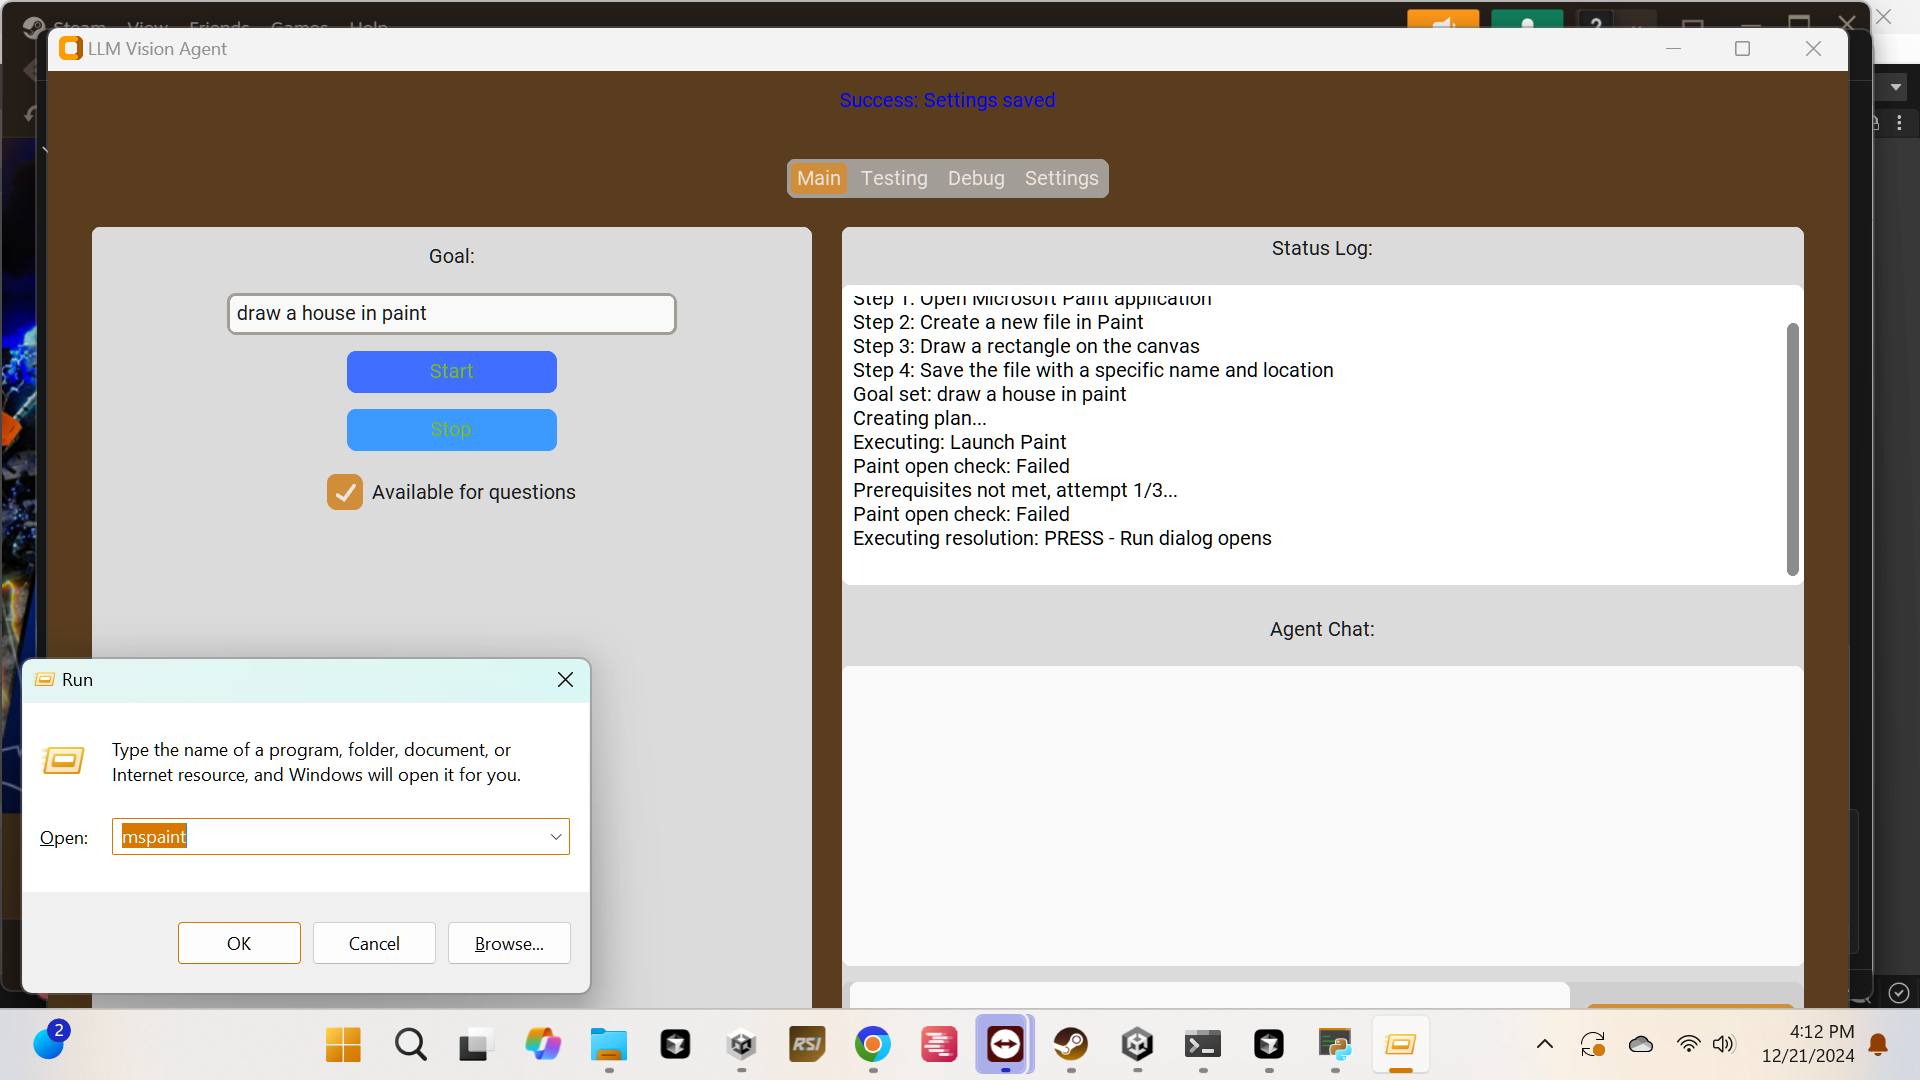 Steam View Friends Games Help
LLM Vision Agent
Success: Settings saved
Main Testing Debug Settings
Goal:
draw a house in paint
Start
Stop
Available for questions
Status Log:
Step 1: Open Microsoft Paint application
Step 2: Create a new file in Paint
Step 3: Draw a rectangle on the canvas
Step 4: Save the file with a specific name and location
Goal set: draw a house in paint
Creating plan...
Executing: Launch Paint
Paint open check: Failed
Prerequisites not met, attempt 1/3...
Paint open check: Failed
Executing resolution: PRESS - Run dialog opens
Agent Chat:
Run
Type the name of a program, folder, document, or
Internet resource, and Windows will open it for you.
Open: mspaint
OK Cancel Browse...
2
RSI
4:12 PM
12/21/2024